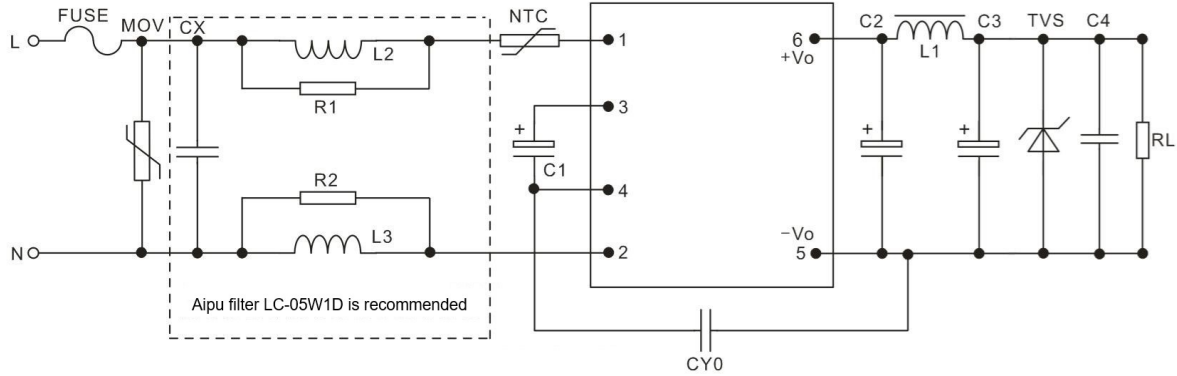 FUSE
MOV
CX
NTC
C2
C3
TVS
C4
L
L2
1
6
+Vo
L1
R1
3
+
C1
+
+
RL
R2
4
L3
−Vo
N
2
5
Aipu filter LC-05W1D is recommended
CY0